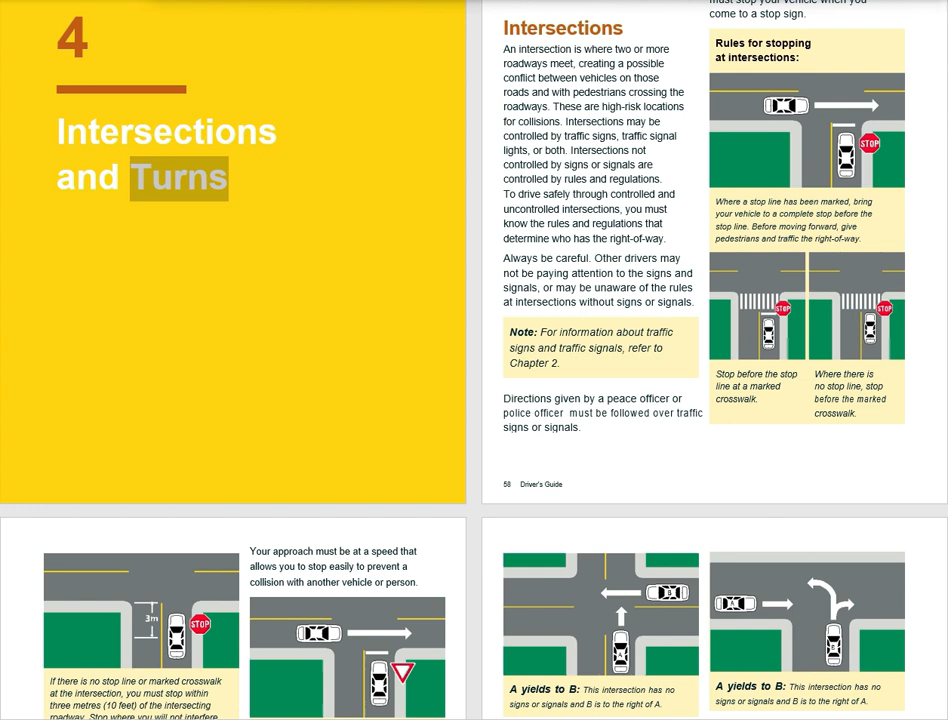 4
Intersections
and Turns
Intersections
An intersection is where two or more
roadways meet, creating a possible
conflict between vehicles on those
roads and with pedestrians crossing the
roadways. These are high-risk locations
for collisions. Intersections may be
controlled by traffic signs, traffic signal
lights, or both. Intersections not
controlled by signs or signals are
controlled by rules and regulations.
To drive safely through controlled and
uncontrolled intersections, you must
know the rules and regulations that
determine who has the right-of-way.
Always be careful. Other drivers may
not be paying attention to the signs and
signals, or may be unaware of the rules
at intersections without signs or signals.
Note: For information about traffic
signs and traffic signals, refer to
Chapter 2.
Directions given by a peace officer or
police officer must be followed over traffic
signs or signals.
must stop your vehicle when you
come to a stop sign.
Rules for stopping
at intersections:
STOP
Where a stop line has been marked, bring
your vehicle to a complete stop before the
stop line. Before moving forward, give
pedestrians and traffic the right-of-way.
STOP
STOP
Stop before the stop
line at a marked
crosswalk.
Where there is
no stop line, stop
before the marked
crosswalk.
58 Driver's Guide
3m
STOP
If there is no stop line or marked crosswalk
at the intersection, you must stop within
three metres (10 feet) of the intersecting
roadway. Stop where you will not interfere
Your approach must be at a speed that
allows you to stop easily to prevent a
collision with another vehicle or person.
B
A
A yields to B: This intersection has no
signs or signals and B is to the right of A.
A
B
A yields to B: This intersection has no
signs or signals and B is to the right of A.